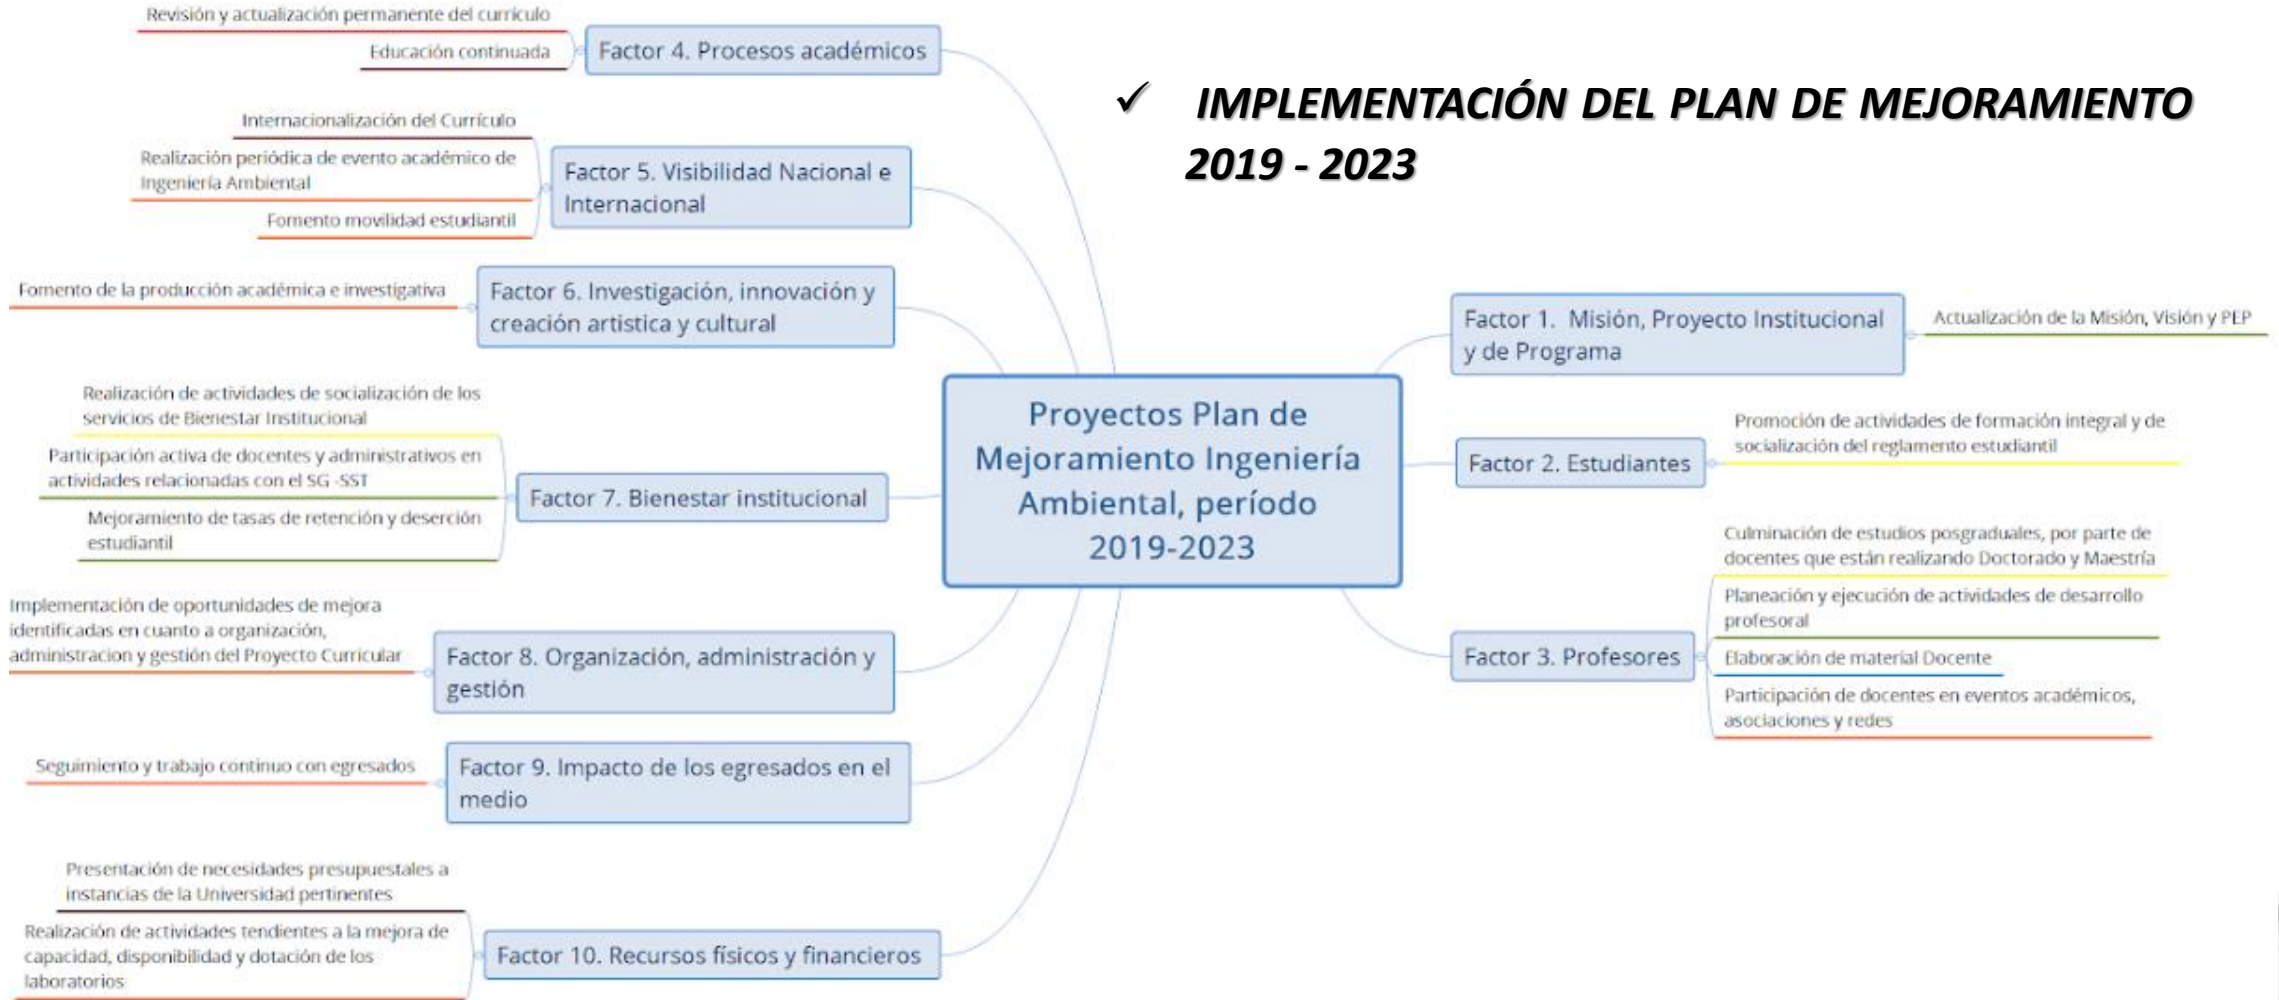 ✓ IMPLEMENTACIÓN DEL PLAN DE MEJORAMIENTO
2019 - 2023
Proyectos Plan de
Mejoramiento Ingeniería
Ambiental, período
2019-2023
Factor 1. Misión, Proyecto Institucional
y de Programa
Actualización de la Misión, Visión y PEP
Factor 2. Estudiantes
Promoción de actividades de formación integral y de
socialización del reglamento estudiantil
Factor 3. Profesores
Culminación de estudios posgraduales, por parte de
docentes que están realizando Doctorado y Maestría
Planeación y ejecución de actividades de desarrollo
profesoral
Elaboración de material Docente
Participación de docentes en eventos académicos,
asociaciones y redes
Factor 4. Procesos académicos
Revisión y actualización permanente del currículo
Educación continuada
Factor 5. Visibilidad Nacional e
Internacional
Internacionalización del Currículo
Realización periódica de evento académico de
Ingeniería Ambiental
Fomento movilidad estudiantil
Factor 6. Investigación, innovación y
creación artistica y cultural
Fomento de la producción académica e investigativa
Factor 7. Bienestar institucional
Realización de actividades de socialización de los
servicios de Bienestar Institucional
Participación activa de docentes y administrativos en
actividades relacionadas con el SG -SST
Mejoramiento de tasas de retención y deserción
estudiantil
Factor 8. Organización, administración y
gestión
Implementación de oportunidades de mejora
identificadas en cuanto a organización,
administracion y gestión del Proyecto Curricular
Factor 9. Impacto de los egresados en el
medio
Seguimiento y trabajo continuo con egresados
Factor 10. Recursos físicos y financieros
Presentación de necesidades presupuestales a
instancias de la Universidad pertinentes
Realización de actividades tendientes a la mejora de
capacidad, disponibilidad y dotación de los
laboratorios